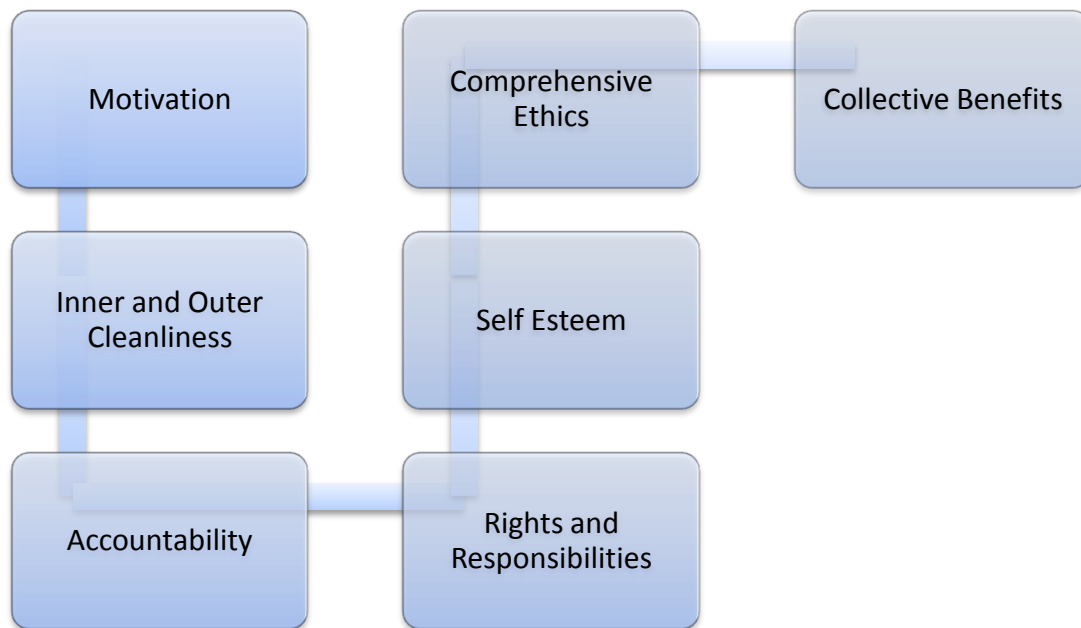 Motivation
Inner and Outer
Cleanliness
Accountability
Rights and
Responsibilities
Self Esteem
Comprehensive
Ethics
Collective Benefits